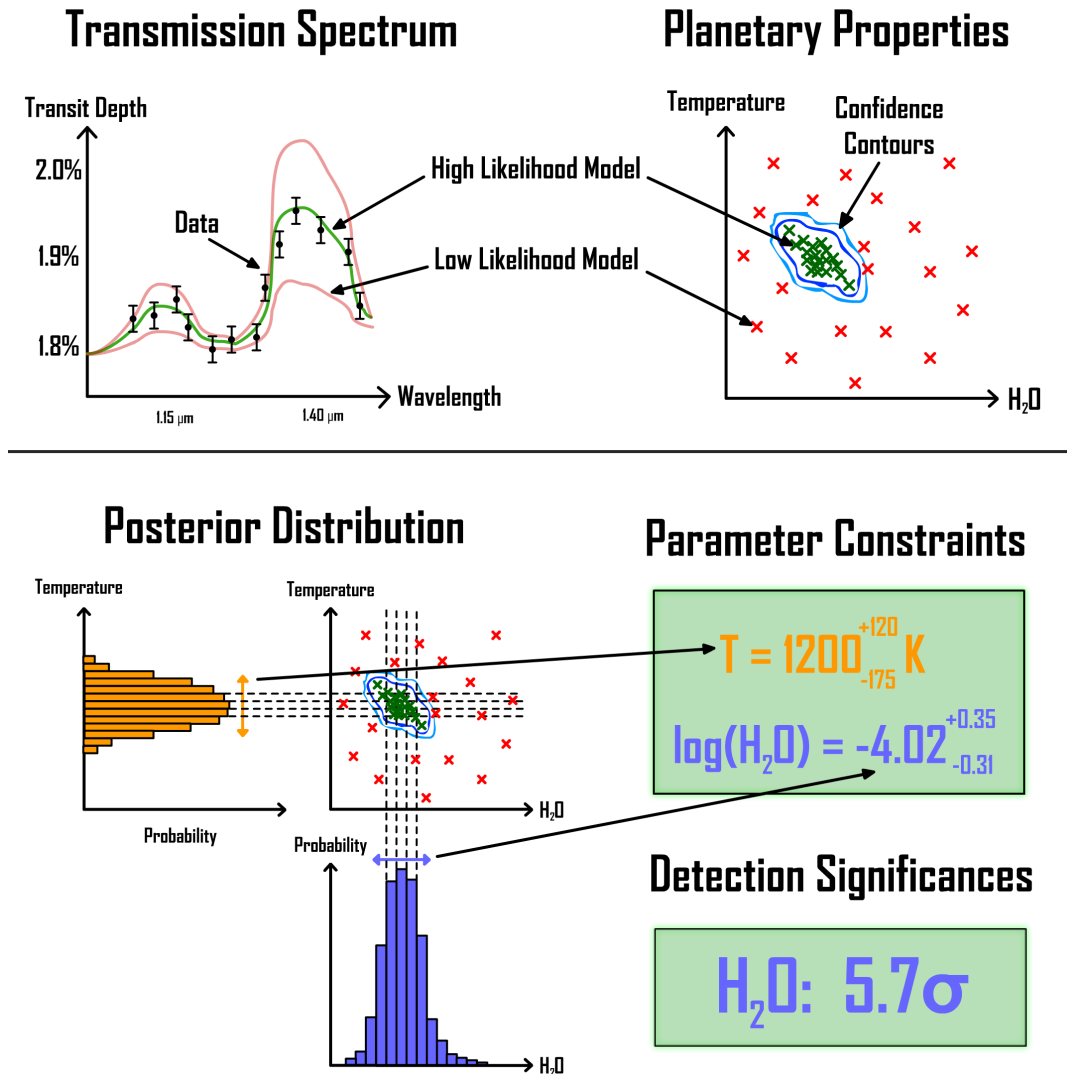 Transmission Spectrum
Transit Depth
2.0%
1.9%
1.8%
Data
High Likelihood Model
Low Likelihood Model
Wavelength
1.15 μm
1.40 μm
Planetary Properties
Temperature
Confidence
Contours
H₂O
Posterior Distribution
Temperature
Probability
Temperature
H₂O
Probability
H₂O
Parameter Constraints
T = 1200 +120 -175 K
log(H₂O) = -4.02 +0.35 -0.31
Detection Significances
H₂O: 5.7σ